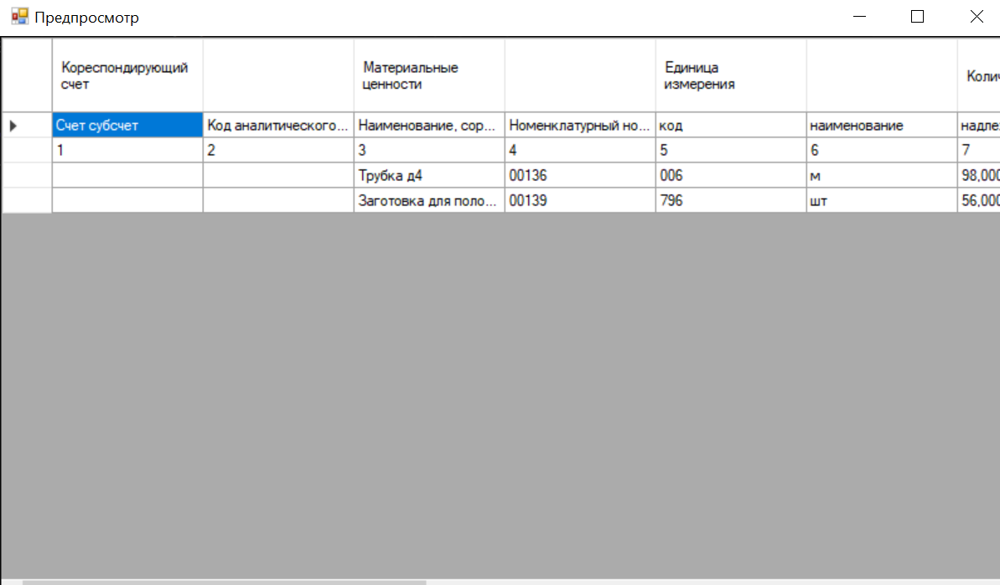 Предпросмотр
Кореспондирующий
счет
Материальные
ценности
Единица
измерения
Колич
Счет субсчет Код аналитического... Наименование, сор... Номенклатурный но... код наименование надлеж
1 2 3 4 5 6 7
Трубка д4 00136 006 м 98,000
Заготовка для поло... 00139 796 шт 56,000